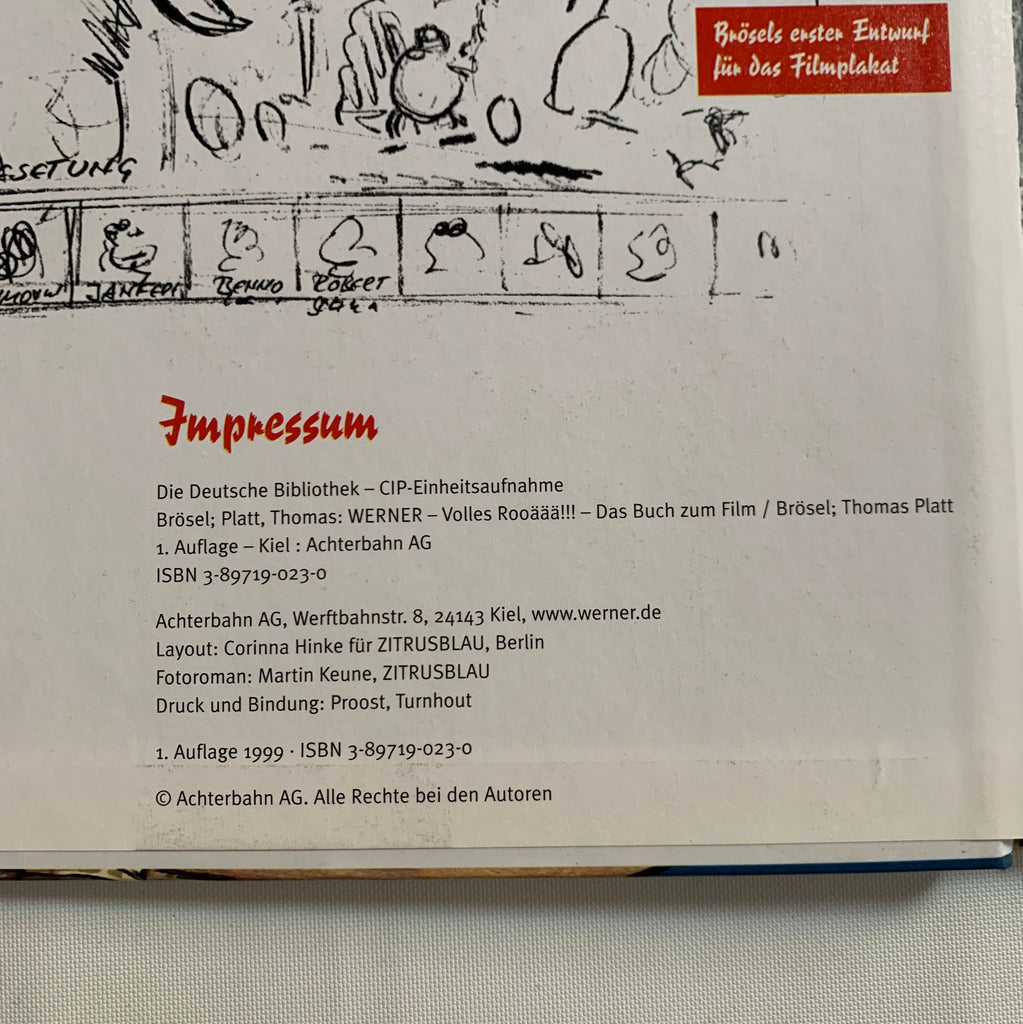 Brösels erster Entwurf
für das Filmplakat
BENNO
Impressum
Die Deutsche Bibliothek – CIP-Einheitsaufnahme
Brösel; Platt, Thomas: WERNER – Volles Rooäää!!! – Das Buch zum Film / Brösel; Thomas Platt
1. Auflage – Kiel : Achterbahn AG
ISBN 3-89719-023-0
Achterbahn AG, Werftbahnstr. 8, 24143 Kiel, www.werner.de
Layout: Corinna Hinke für ZITRUSBLAU, Berlin
Fotoroman: Martin Keune, ZITRUSBLAU
Druck und Bindung: Proost, Turnhout
1. Auflage 1999 · ISBN 3-89719-023-0
© Achterbahn AG. Alle Rechte bei den Autoren